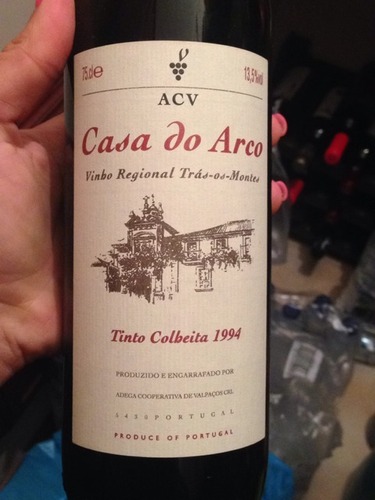 75cl℮ 13,5%vol
ACV
Casa do Arco
Vinho Regional Trás-os-Montes
Tinto Colheita 1994
PRODUZIDO E ENGARRAFADO POR
ADEGA COOPERATIVA DE VALPAÇOS CRL
5430 PORTUGAL
PRODUCE OF PORTUGAL